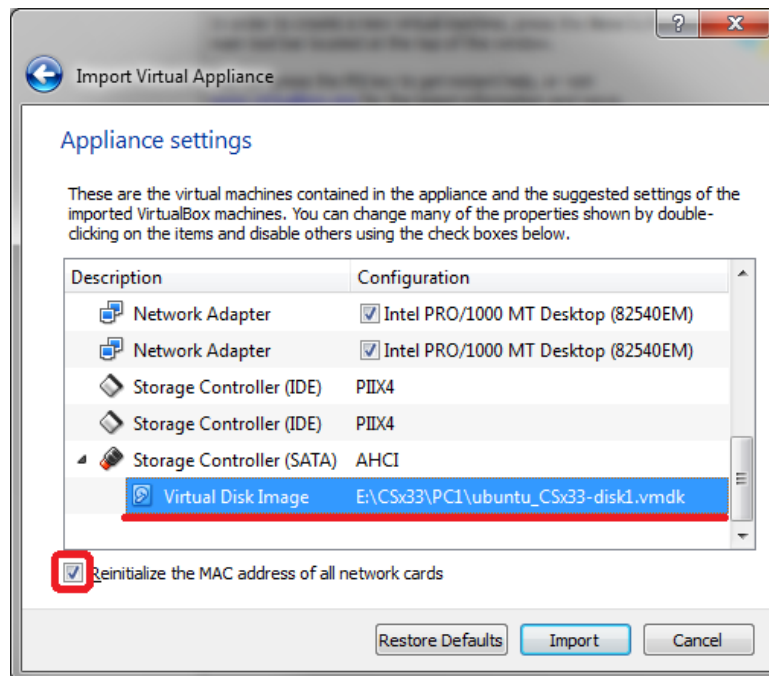 ?
X
Import Virtual Appliance
Appliance settings
These are the virtual machines contained in the appliance and the suggested settings of the
imported VirtualBox machines. You can change many of the properties shown by double-
clicking on the items and disable others using the check boxes below.
Description Configuration
Network Adapter Intel PRO/1000 MT Desktop (82540EM)
Network Adapter Intel PRO/1000 MT Desktop (82540EM)
Storage Controller (IDE) PIIX4
Storage Controller (IDE) PIIX4
Storage Controller (SATA) AHCI
Virtual Disk Image E:\CSx33\PC1\ubuntu_CSx33-disk1.vmdk
Reinitialize the MAC address of all network cards
Restore Defaults Import Cancel